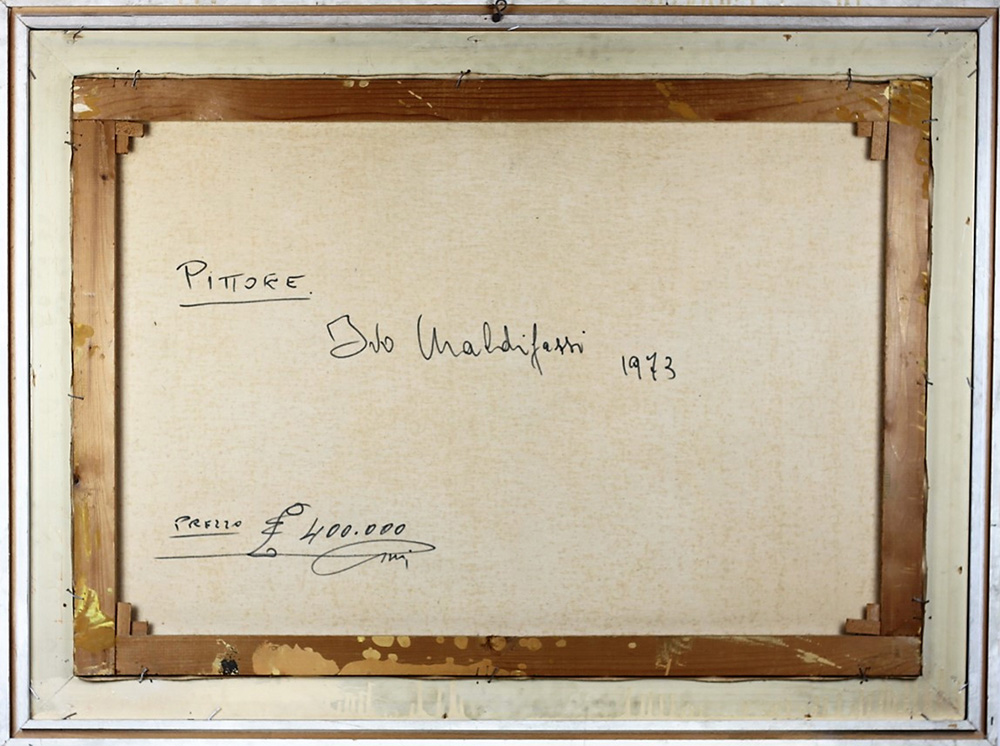 PITTORE
Ivo Maldifassi 1973
PREZZO £ 400.000